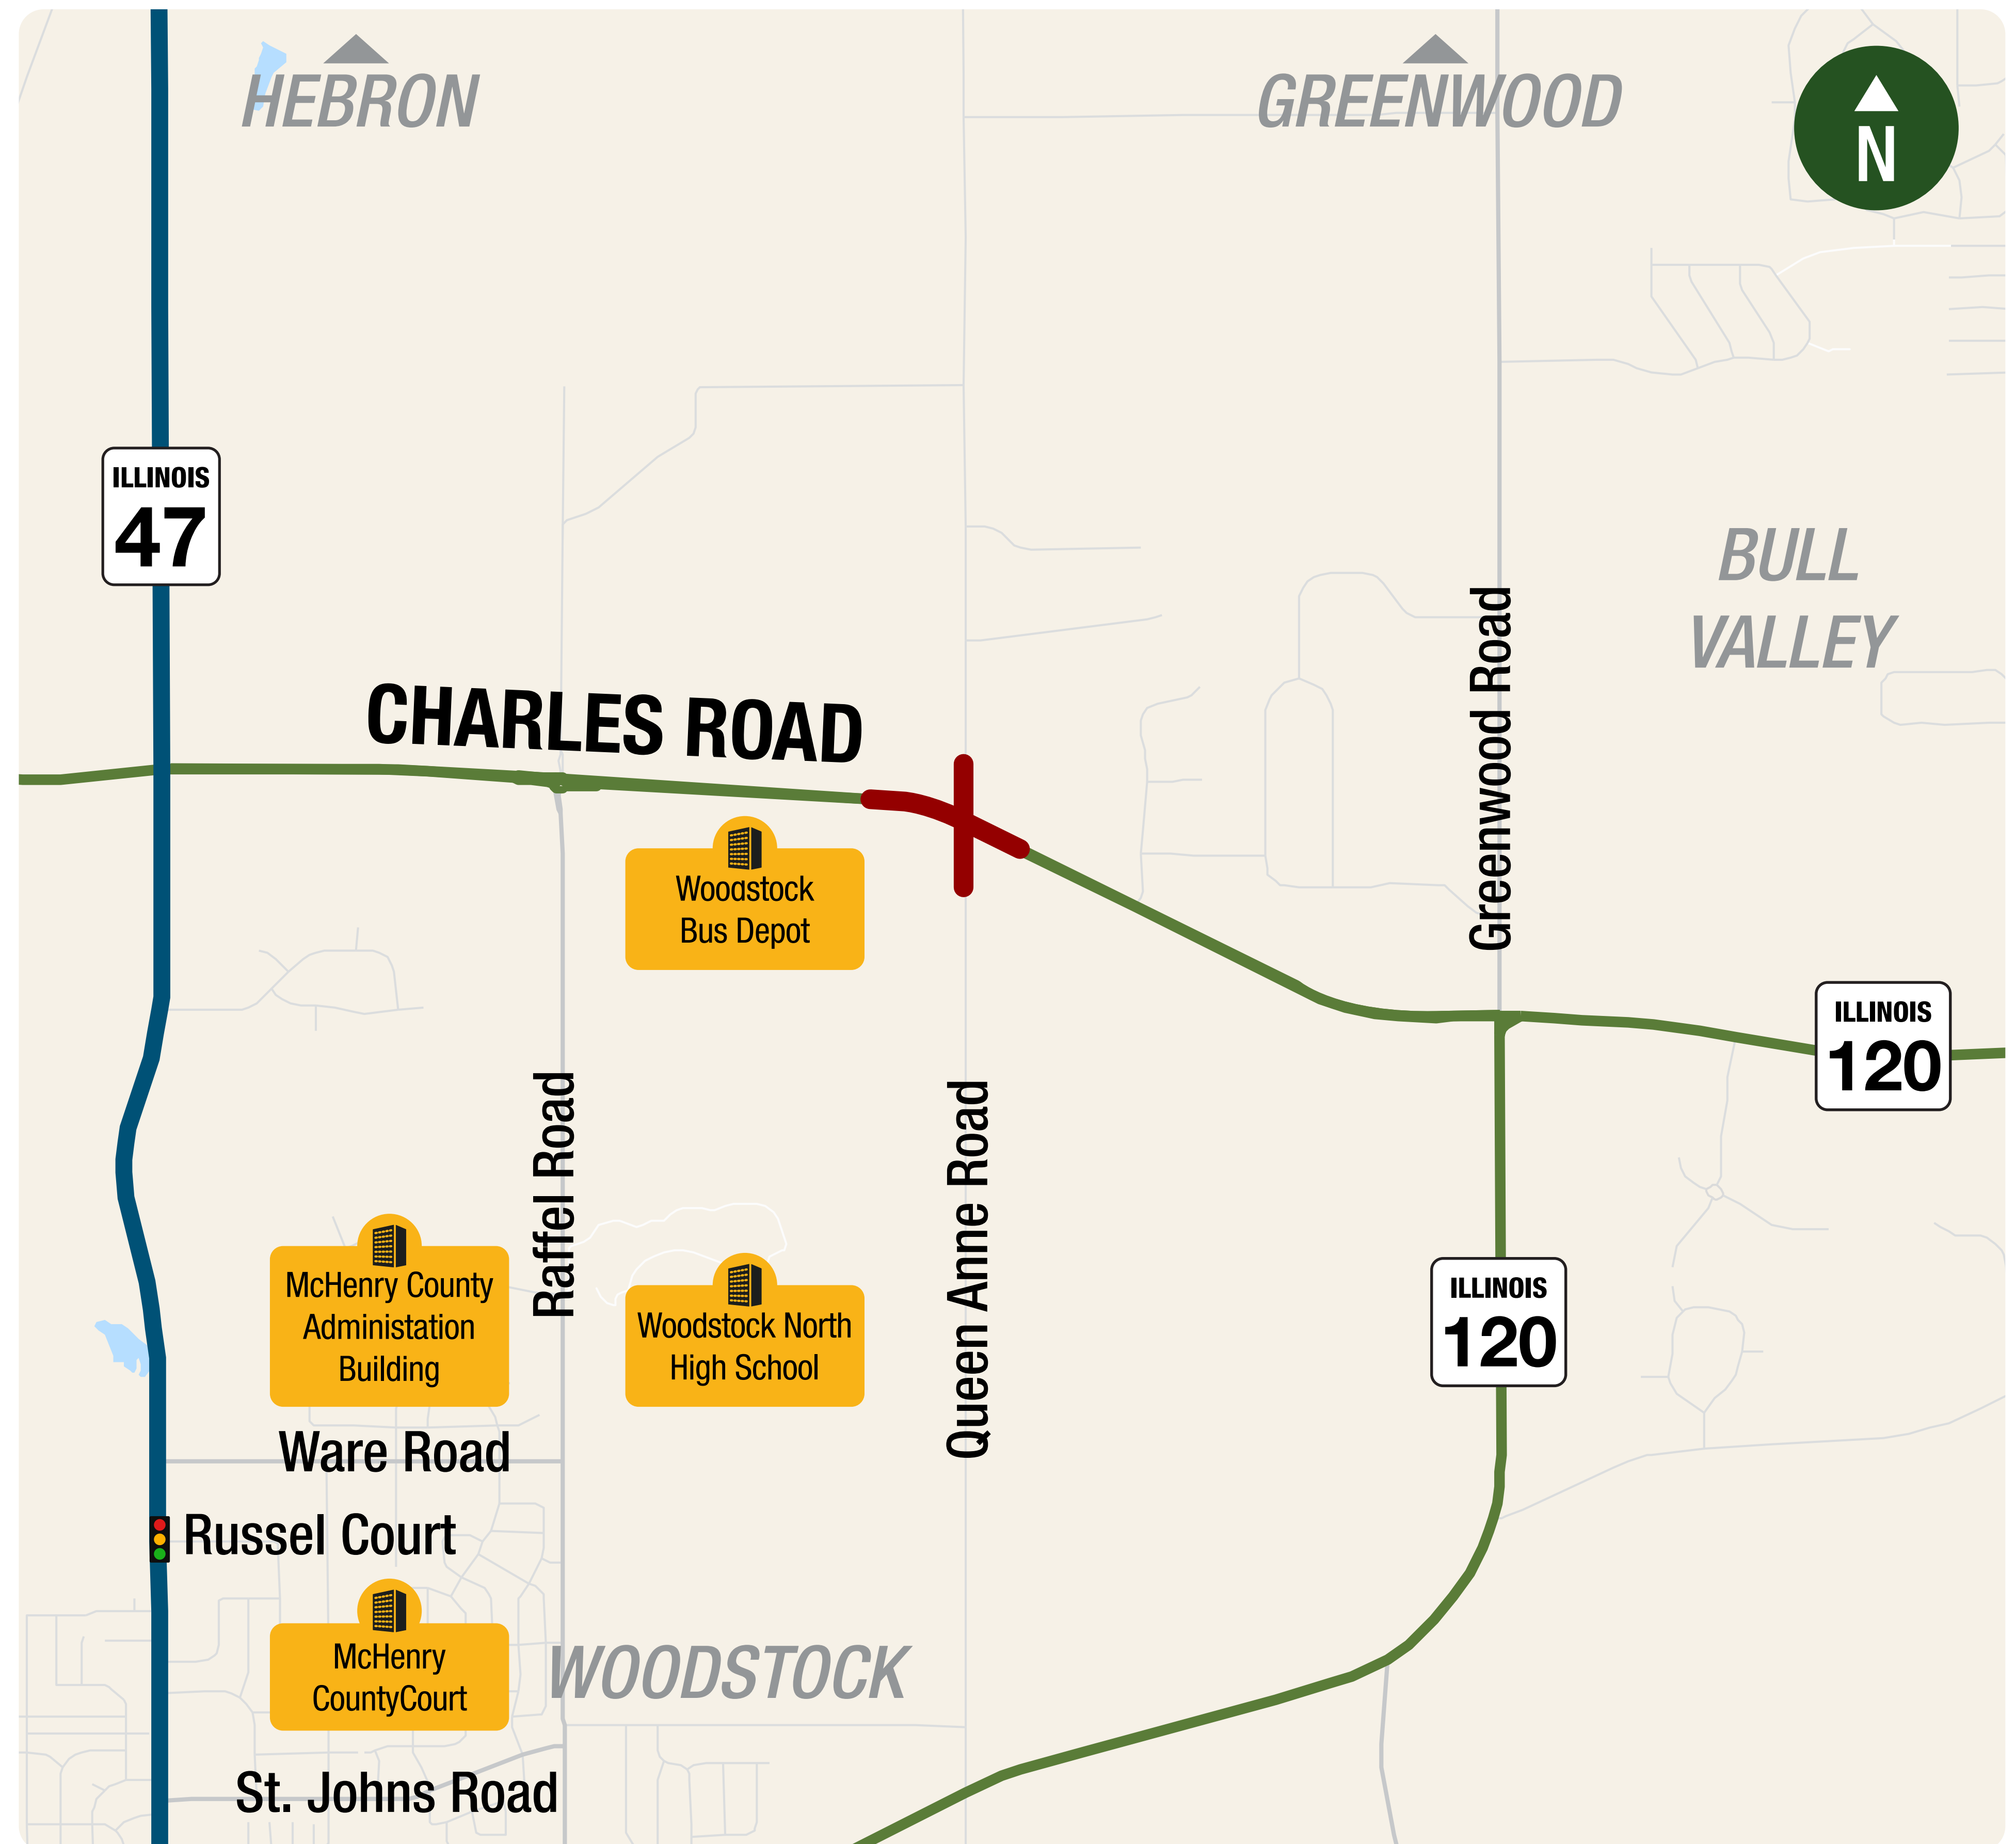 HEBRON
GREENWOOD
N
ILLINOIS
47
BULL
VALLEY
Greenwood Road
CHARLES ROAD
Woodstock
Bus Depot
ILLINOIS
120
Raffel Road
Queen Anne Road
McHenry County
Administation
Building
Woodstock North
High School
ILLINOIS
120
Ware Road
Russel Court
McHenry
CountyCourt
WOODSTOCK
St. Johns Road